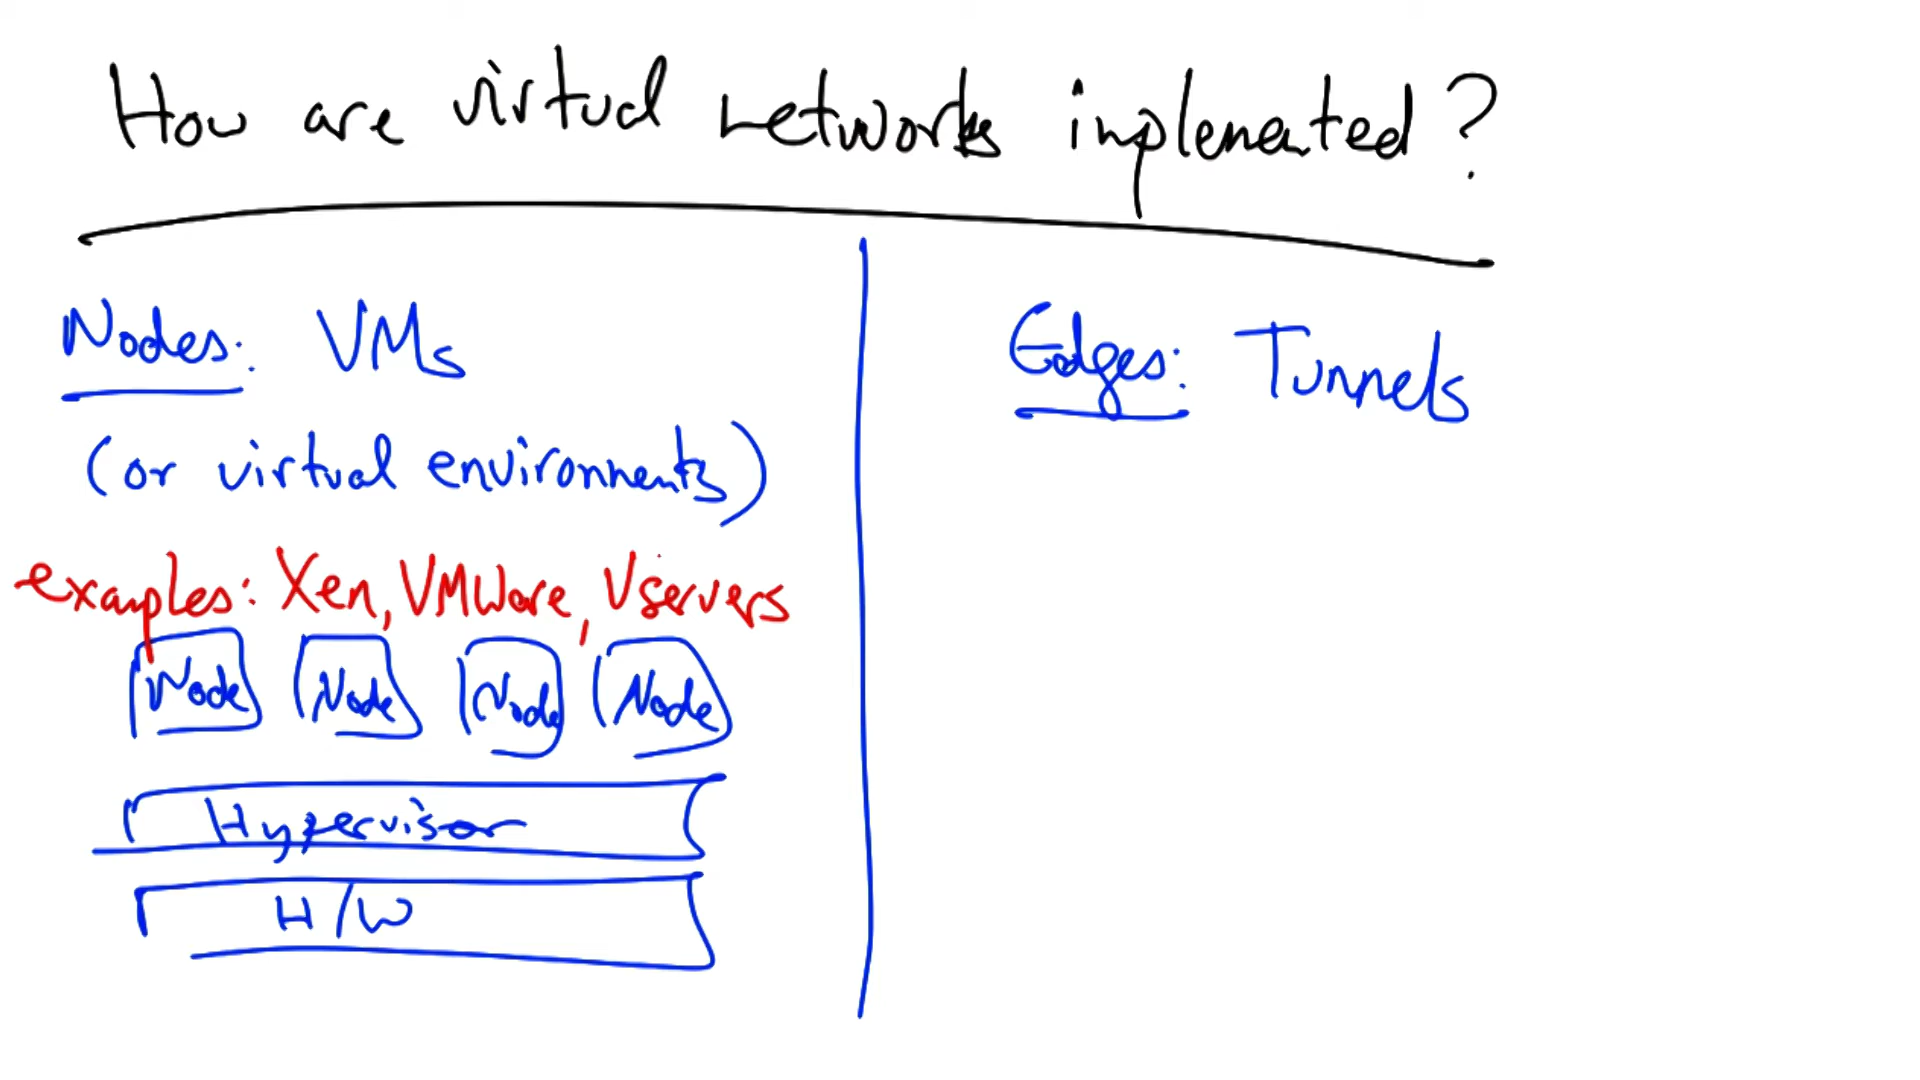 How are virtual networks implemented?
Nodes: VMs
(or virtual environments)
examples: Xen, VMWare, Vservers
Node Node Node Node
Hypervisor
H/W
Edges: Tunnels